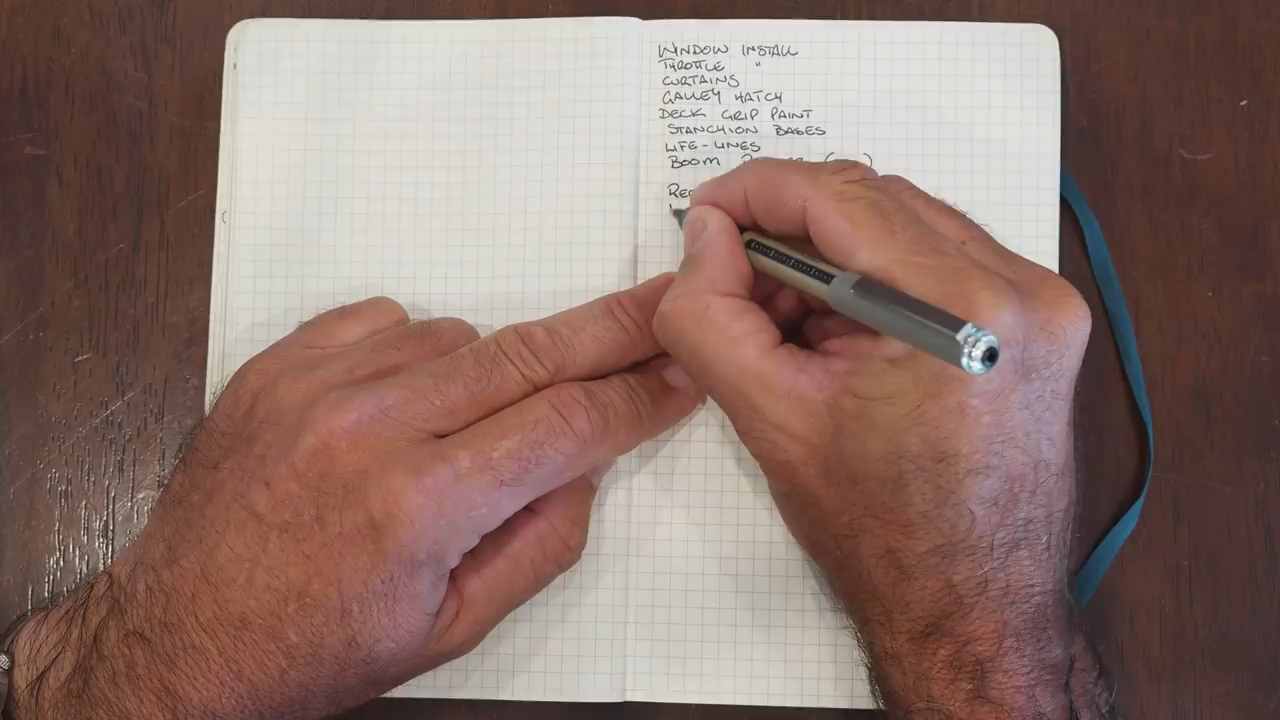 WINDOW INSTALL
THROTTLE "
CURTAINS
GALLEY HATCH
DECK GRIP PAINT
STANCHION BASES
LIFE-LINES
BOOM